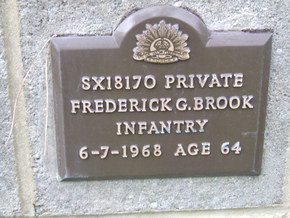 SX18170 PRIVATE
FREDERICK G. BROOK
INFANTRY
6-7-1968 AGE 64